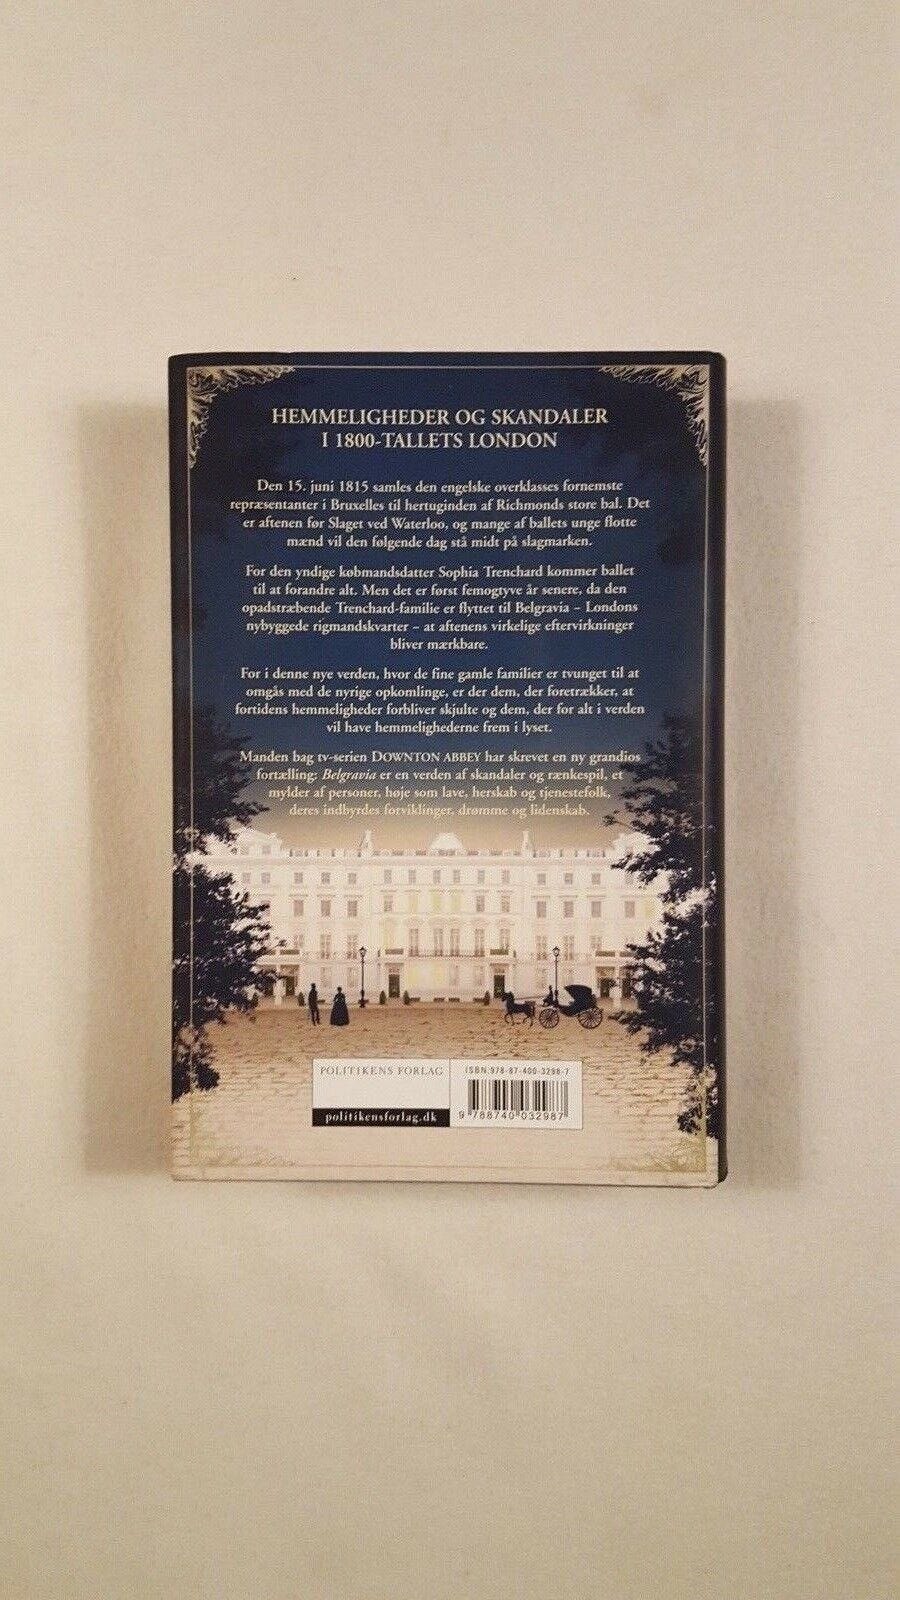 HEMMELIGHEDER OG SKANDALER
I 1800-TALLETS LONDON
Den 15. juni 1815 samles den engelske overklasses fornemste
repræsentanter i Bruxelles til hertuginden af Richmonds store bal. Det
er aftenen før Slaget ved Waterloo, og mange af ballets unge flotte
mænd vil den følgende dag stå midt på slagmarken.
For den yndige købmandsdatter Sophia Trenchard kommer ballet
til at forandre alt. Men det er først femogtyve år senere, da den
opadstræbende Trenchard-familie er flyttet til Belgravia – Londons
nybyggede rigmandskvarter – at aftenens virkelige eftervirkninger
bliver mærkbare.
For i denne nye verden, hvor de fine gamle familier er tvunget til at
omgås med de nyrige opkomlinge, er der dem, der foretrækker, at
fortidens hemmeligheder forbliver skjulte og dem, der for alt i verden
vil have hemmelighederne frem i lyset.
Manden bag tv-serien DOWNTON ABBEY har skrevet en ny grandios
fortælling: Belgravia er en verden af skandaler og rænkespil, et
mylder af personer, høje som lave, herskab og tjenestefolk,
deres indbyrdes forviklinger, drømme og lidenskab.
POLITIKENS FORLAG
politikensforlag.dk
ISBN: 978-87-400-3298-7
9 788740 032987